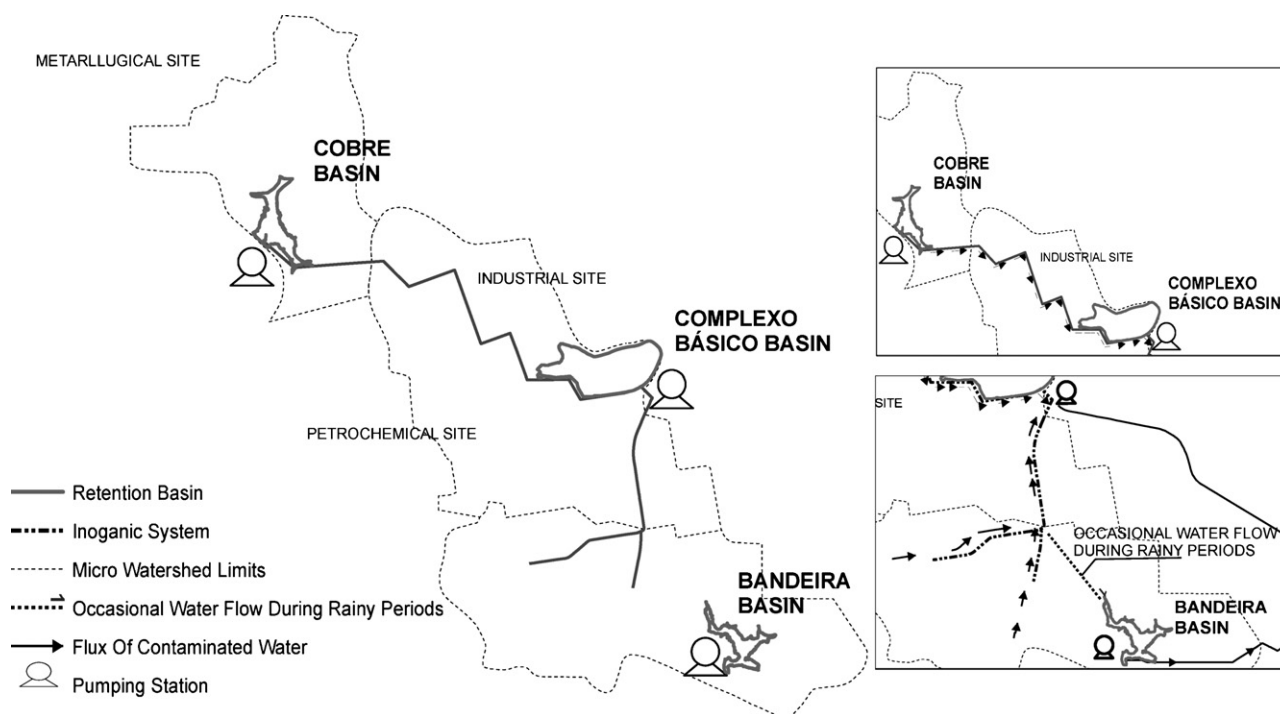 METARLLUGICAL SITE
COBRE
BASIN
INDUSTRIAL SITE
COMPLEXO
BÁSICO BASIN
PETROCHEMICAL SITE
BANDEIRA
BASIN
Retention Basin
Inoganic System
Micro Watershed Limits
Occasional Water Flow During Rainy Periods
Flux Of Contaminated Water
Pumping Station
COBRE
BASIN
INDUSTRIAL SITE
COMPLEXO
BÁSICO BASIN
SITE
OCCASIONAL WATER FLOW
DURING RAINY PERIODS
BANDEIRA
BASIN